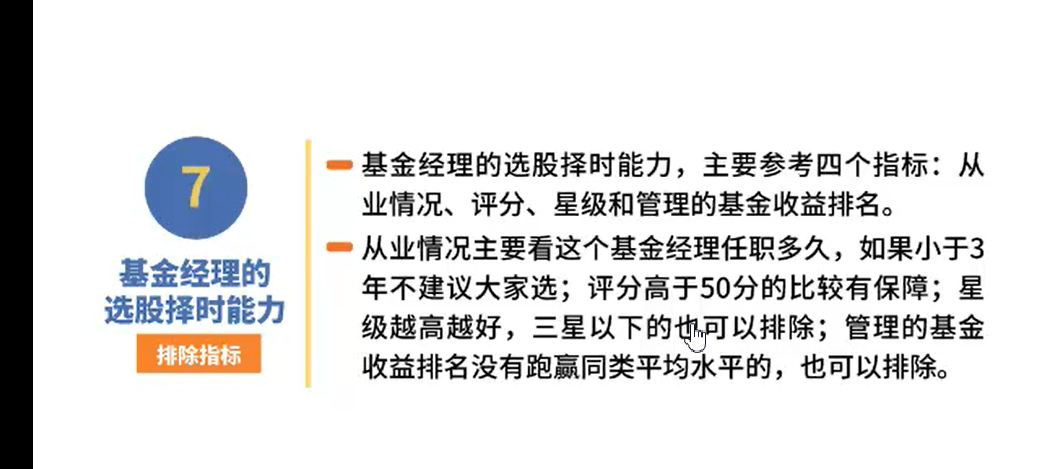 7
基金经理的
选股择时能力
排除指标
基金经理的选股择时能力，主要参考四个指标：从
业情况、评分、星级和管理的基金收益排名。
从业情况主要看这个基金经理任职多久，如果小于3
年不建议大家选；评分高于50分的比较有保障；星
级越高越好，三星以下的也可以排除；管理的基金
收益排名没有跑赢同类平均水平的，也可以排除。